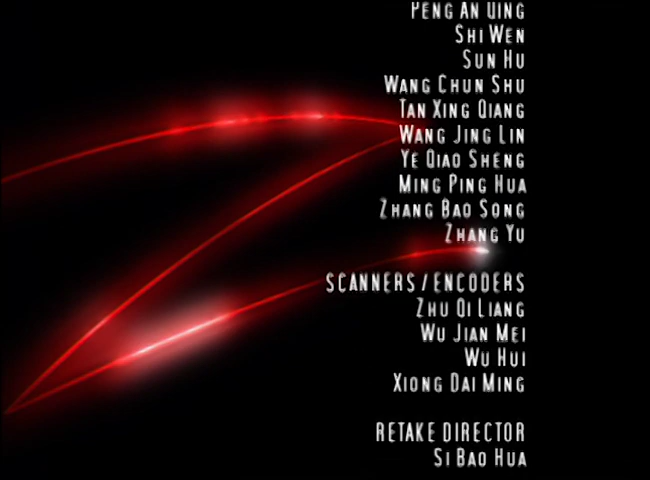 Peng An Qing
Shi Wen
Sun Hu
Wang Chun Shu
Tan Xing Qiang
Wang Jing Lin
Ye Qiao Sheng
Ming Ping Hua
Zhang Bao Song
Zhang Yu
SCANNERS / ENCODERS
Zhu Qi Liang
Wu Jian Mei
Wu Hui
Xiong Dai Ming
RETAKE DIRECTOR
Si Bao Hua